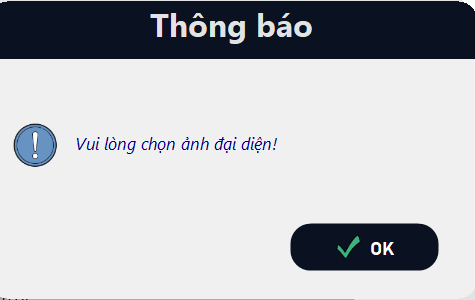 Thông báo
Vui lòng chọn ảnh đại diện!
OK